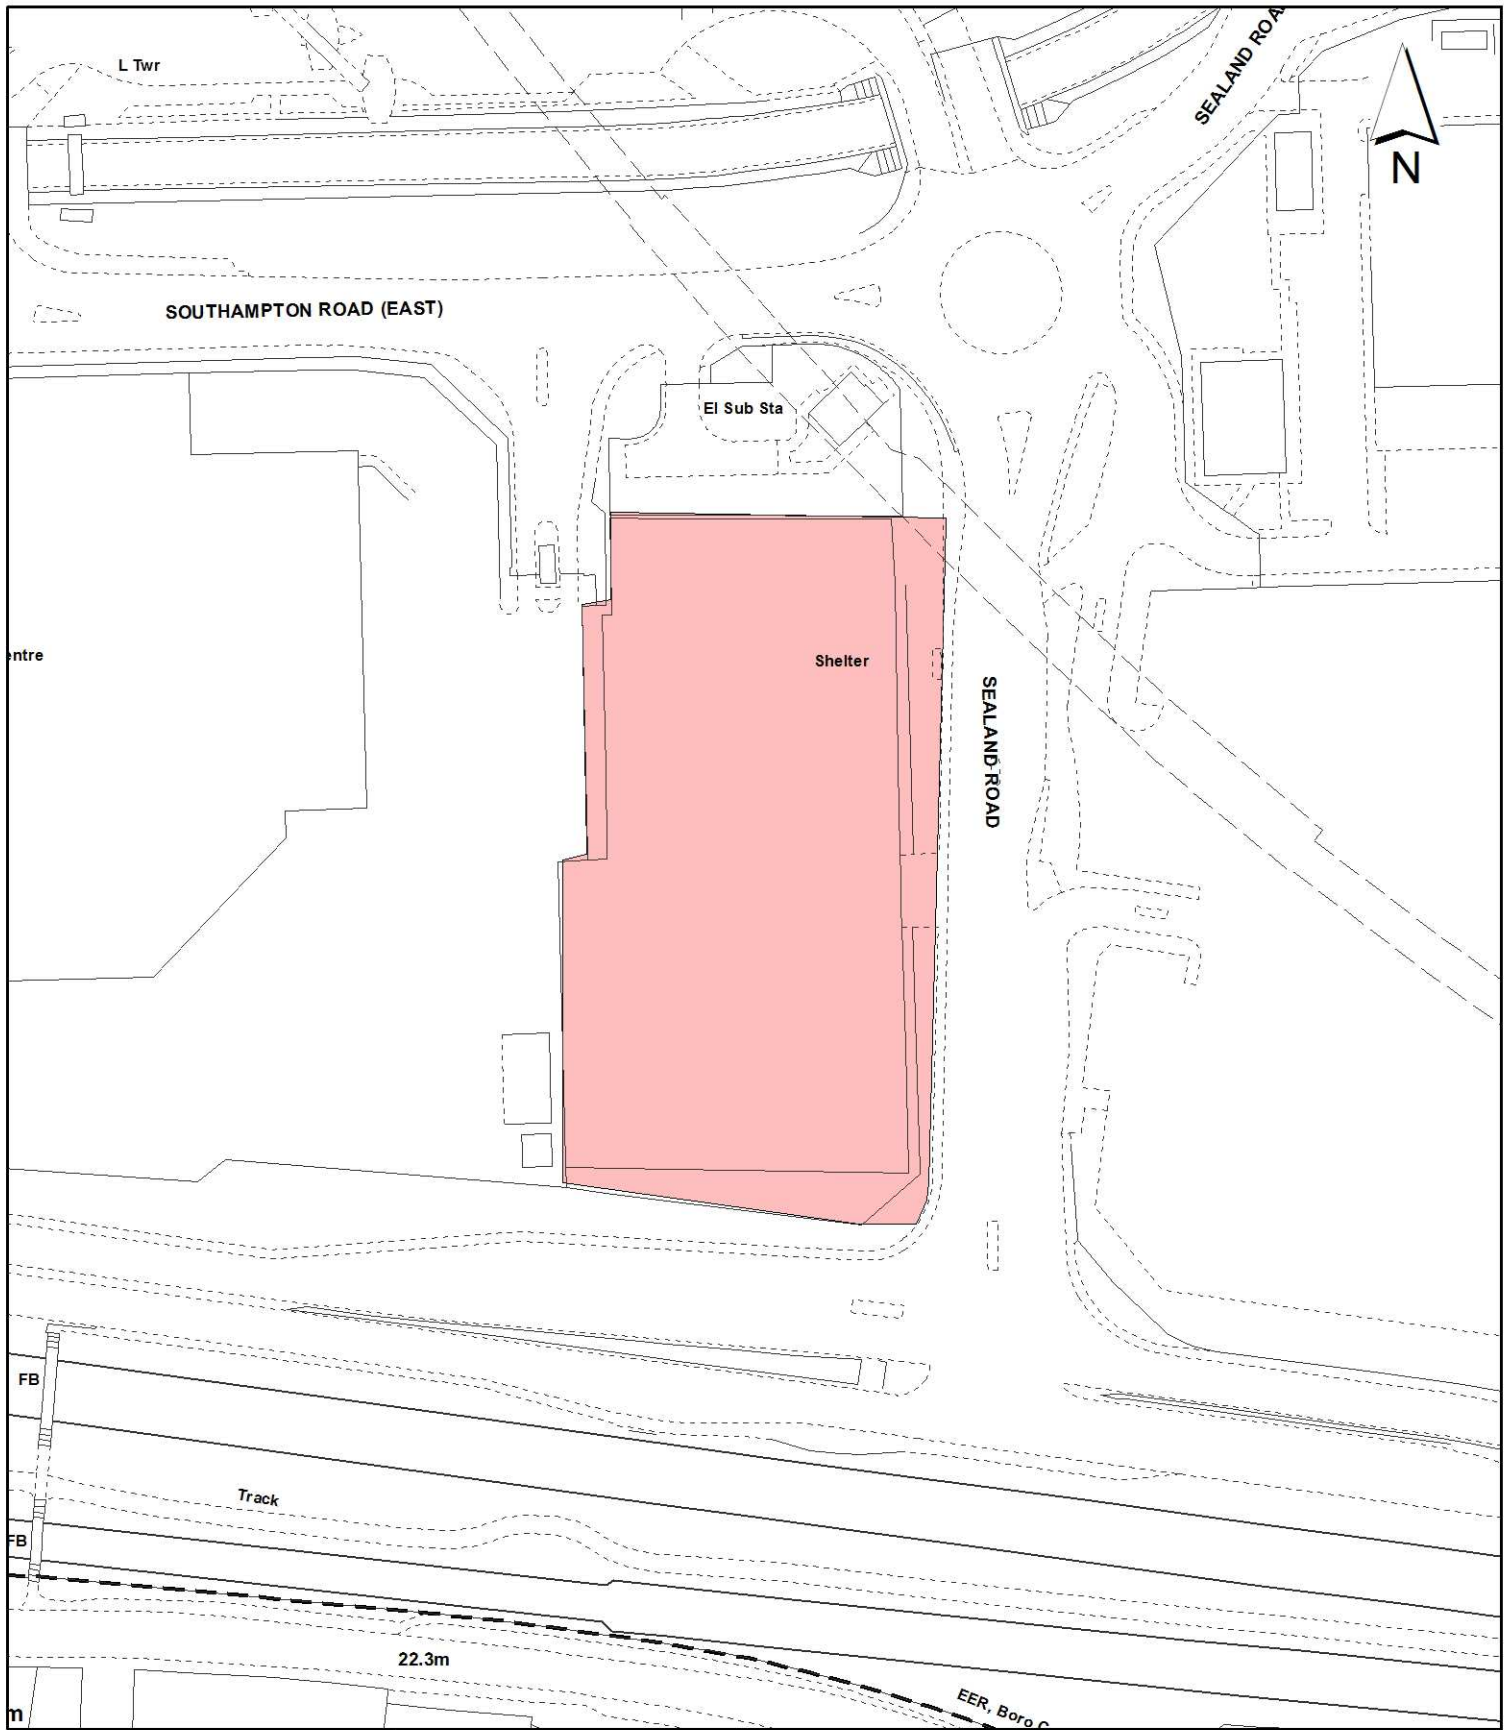 L Twr
SEALAND ROA
N
SOUTHAMPTON ROAD (EAST)
El Sub Sta
entre
Shelter
SEALAND ROAD
FB
Track
FB
22.3m
EER, Boro C
m